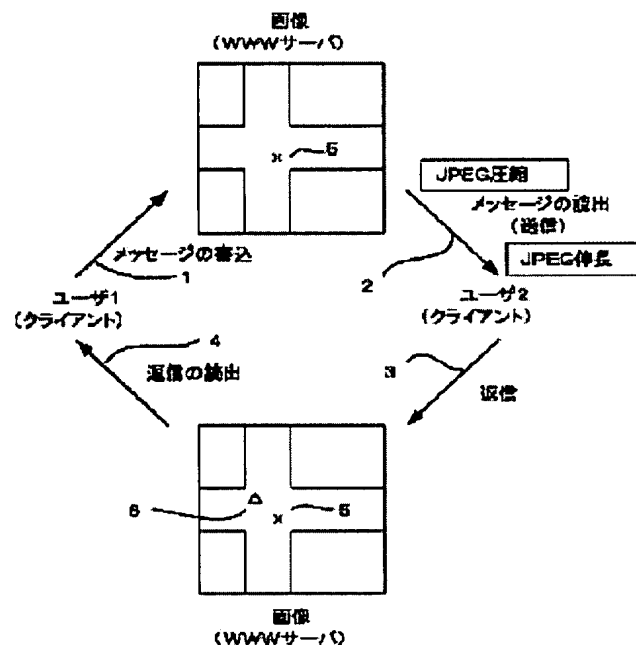 画像
(WWWサーバ)
× 5
JPEG圧縮
メッセージの読出
(送信)
メッセージの書込
JPEG伸長
1
2
ユーザ1
(クライアント)
ユーザ2
(クライアント)
4
返信の読出
3
返信
6
△
× 5
画像
(WWWサーバ)